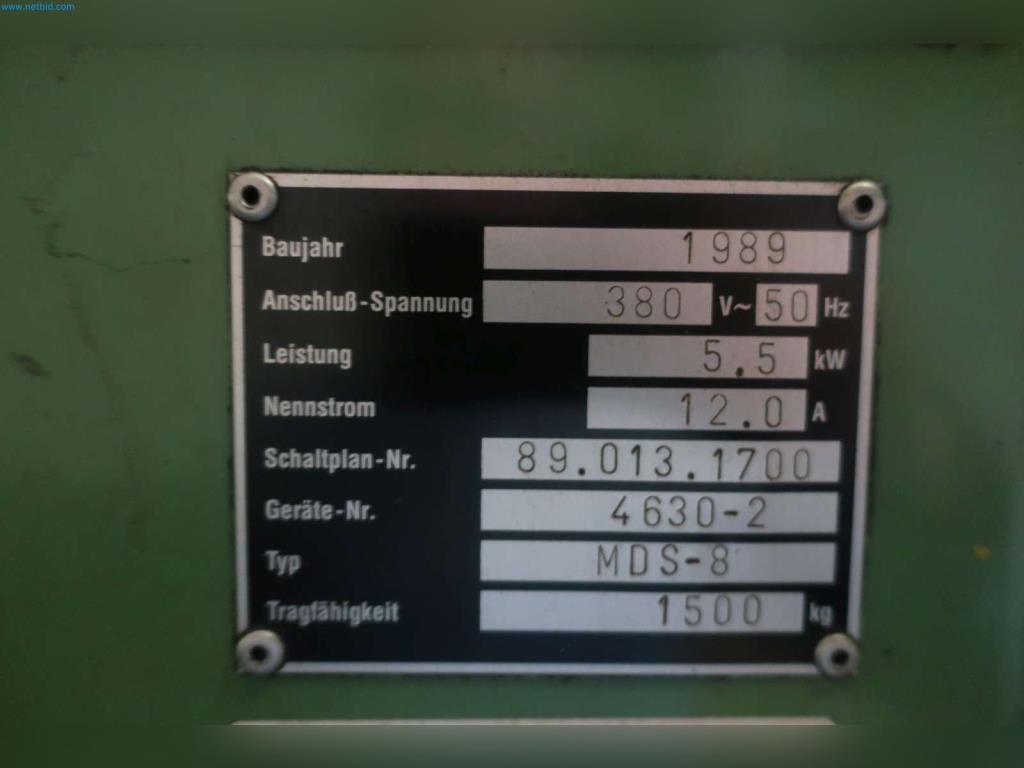 www.netbid.com
Baujahr 1989
Anschluß-Spannung 380 V~ 50 Hz
Leistung 5.5 kW
Nennstrom 12.0 A
Schaltplan-Nr. 89.013.1700
Geräte-Nr. 4630-2
Typ MDS-8
Tragfähigkeit 1500 kg